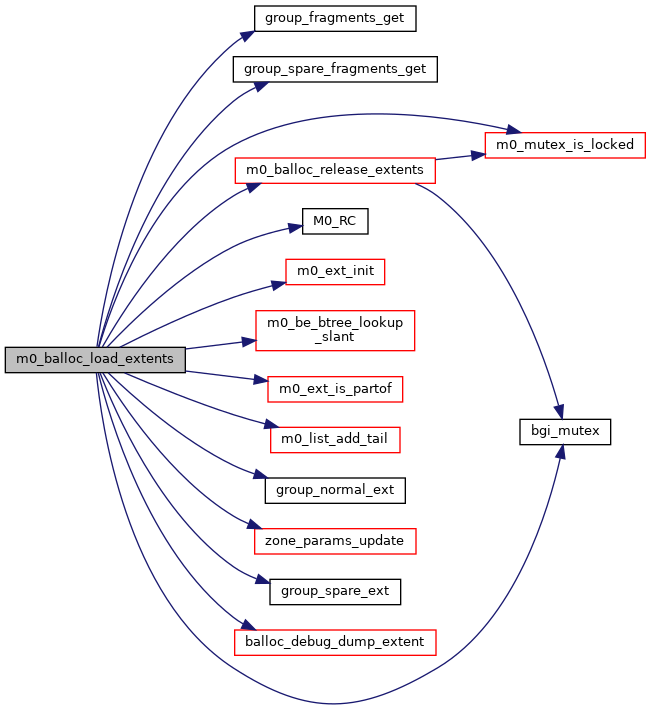 group_fragments_get
group_spare_fragments_get
m0_mutex_is_locked
m0_balloc_release_extents
M0_RC
m0_ext_init
m0_be_btree_lookup
_slant
m0_balloc_load_extents
m0_ext_is_partof
bgi_mutex
m0_list_add_tail
group_normal_ext
zone_params_update
group_spare_ext
balloc_debug_dump_extent